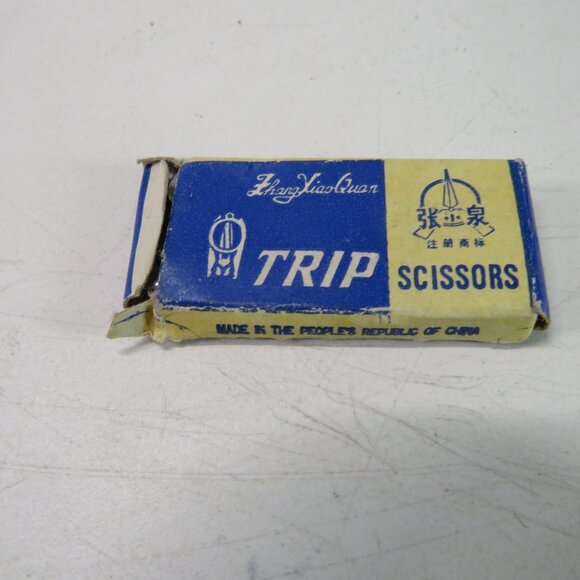 Zhang Xiao Quan
张小泉
注册商标
TRIP SCISSORS
MADE IN THE PEOPLE'S REPUBLIC OF CHINA